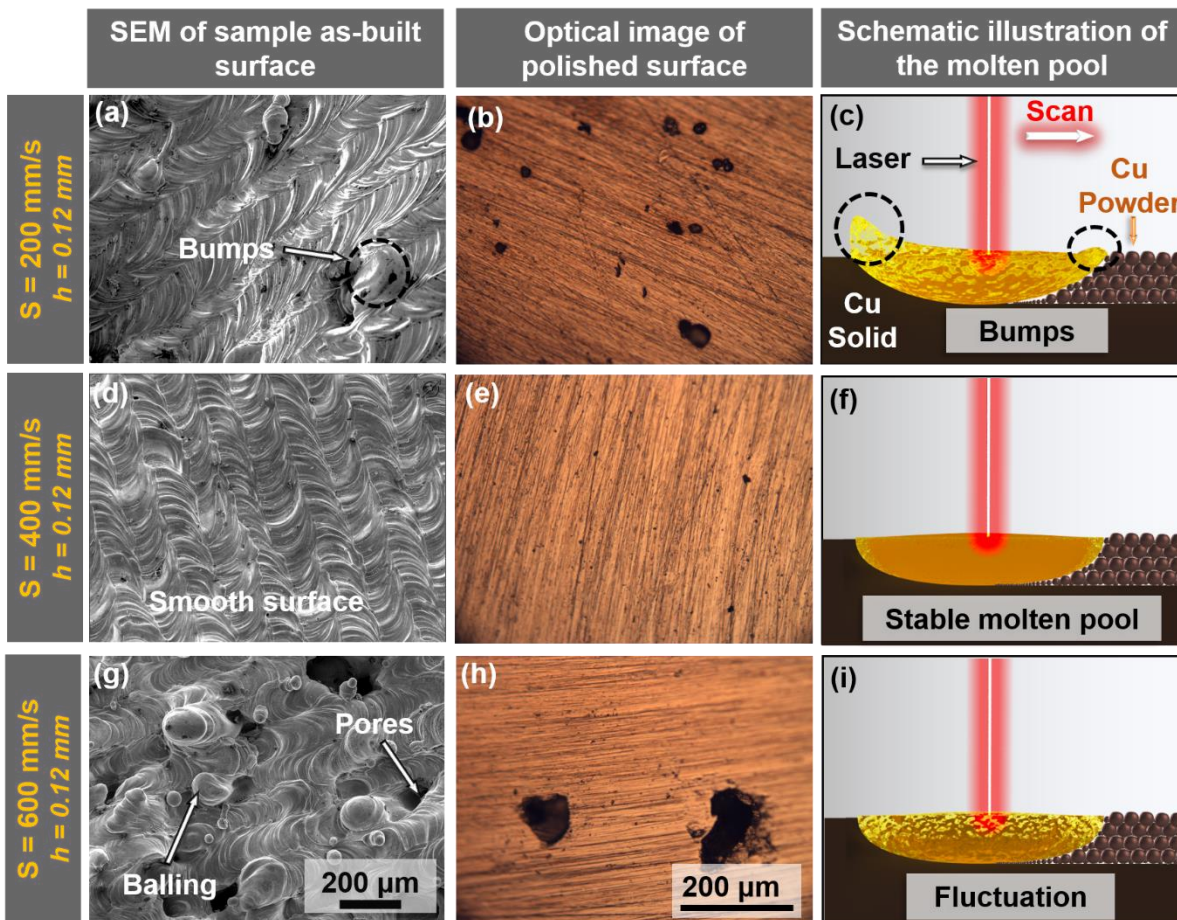 SEM of sample as-built
surface
Optical image of
polished surface
Schematic illustration of
the molten pool
S = 200 mm/s
h = 0.12 mm
(a)
Bumps
(b)
(c)
Scan
Laser
Cu
Powder
Cu
Solid
Bumps
S = 400 mm/s
h = 0.12 mm
(d)
Smooth surface
(e)
(f)
Stable molten pool
S = 600 mm/s
h = 0.12 mm
(g)
Pores
Balling
200 µm
(h)
200 µm
(i)
Fluctuation